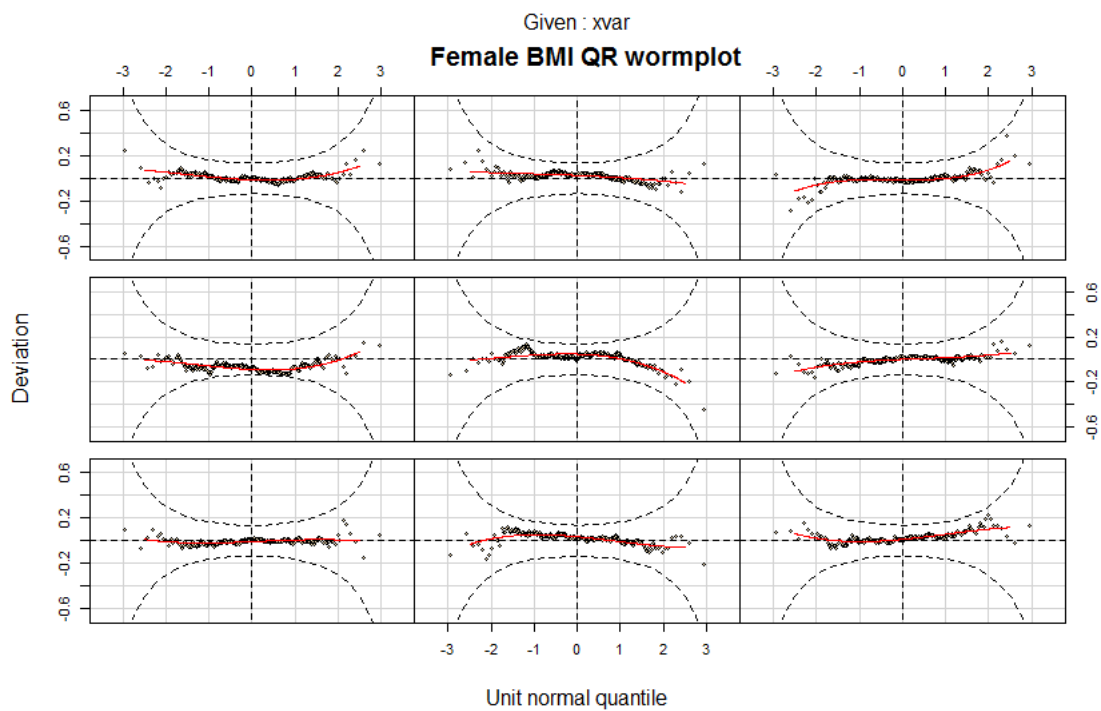 Given : xvar
Female BMI QR wormplot
-3 -2 -1 0 1 2 3
-3 -2 -1 0 1 2 3
0.6
0.2
-0.2
-0.6
0.6
0.2
-0.2
-0.6
0.6
0.2
-0.2
-0.6
-3 -2 -1 0 1 2 3
Deviation
Unit normal quantile